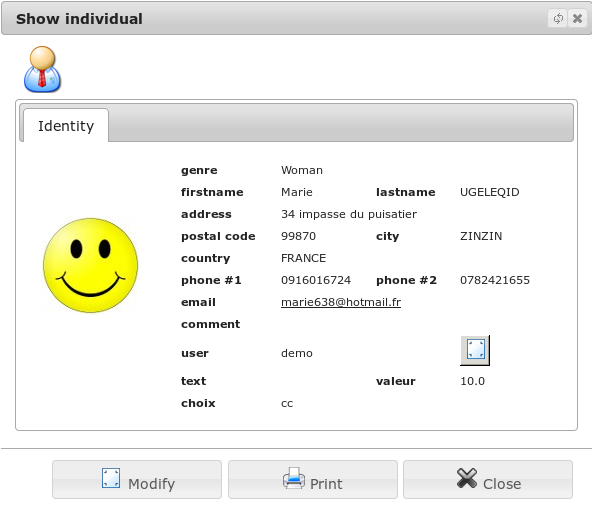 Show individual
Identity
genre Woman
firstname Marie lastname UGELEQID
address 34 impasse du puisatier
postal code 99870 city ZINZIN
country FRANCE
phone #1 0916016724 phone #2 0782421655
email marie638@hotmail.fr
comment
user demo
text valeur 10.0
choix cc
Modify Print Close